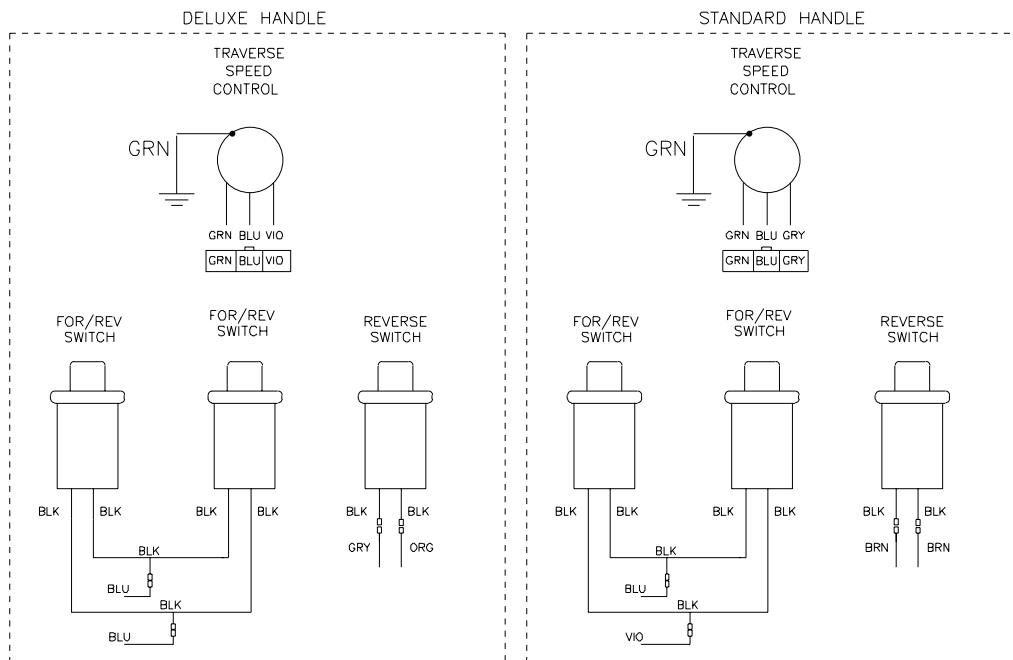 DELUXE HANDLE
TRAVERSE
SPEED
CONTROL
GRN
GRN BLU VIO
GRN BLU VIO
FOR/REV
SWITCH
FOR/REV
SWITCH
REVERSE
SWITCH
BLK BLK BLK BLK BLK BLK
BLK
GRY ORG
BLU
BLK
BLU
STANDARD HANDLE
TRAVERSE
SPEED
CONTROL
GRN
GRN BLU GRY
GRN BLU GRY
FOR/REV
SWITCH
FOR/REV
SWITCH
REVERSE
SWITCH
BLK BLK BLK BLK BLK BLK
BLK
BRN BRN
BLU
BLK
VIO